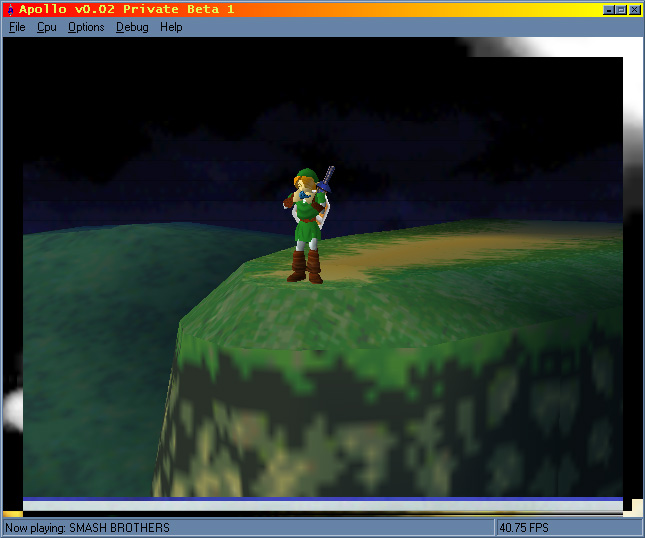 Apollo v0.02 Private Beta 1
File Cpu Options Debug Help
Now playing: SMASH BROTHERS 40.75 FPS